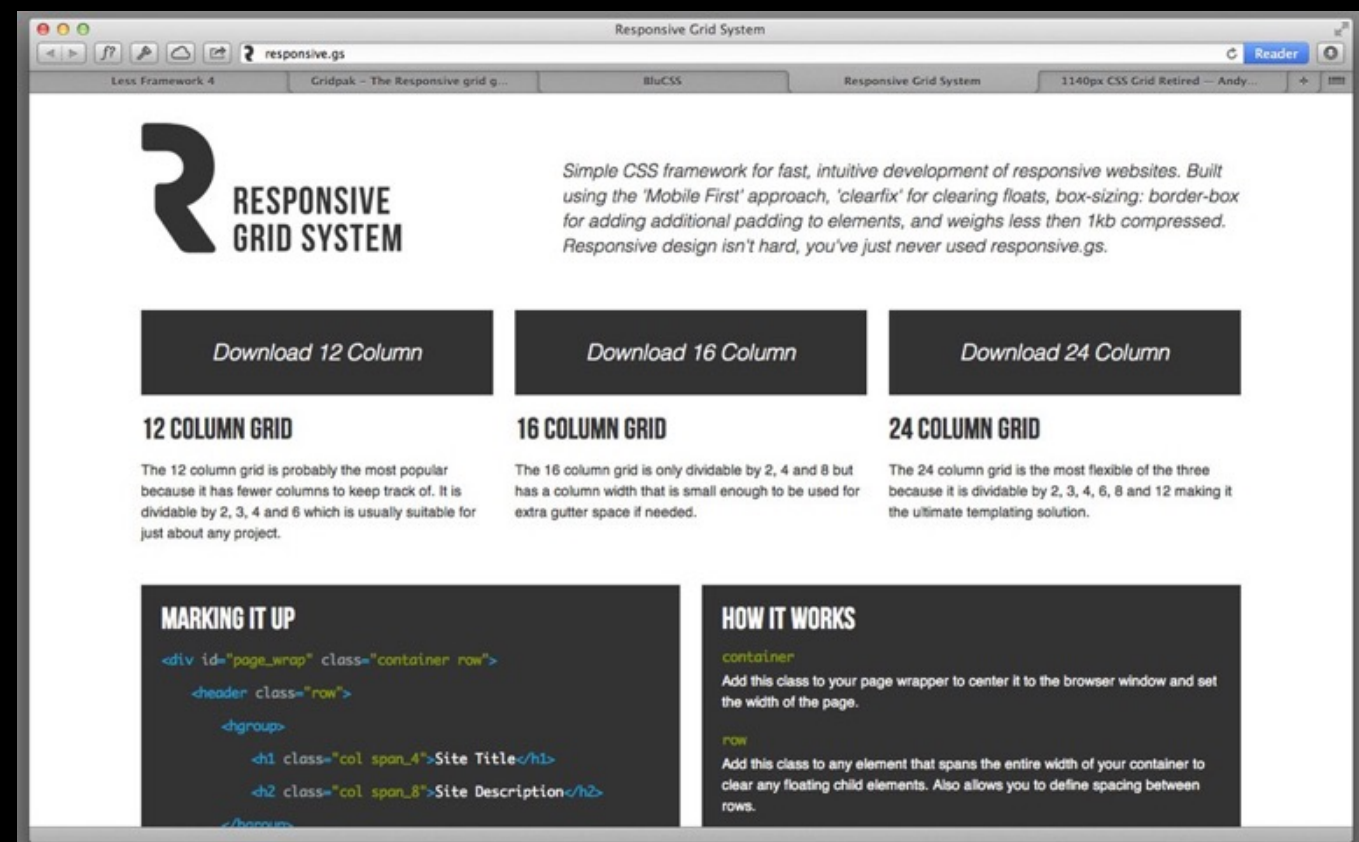 Responsive Grid System
responsive.gs
Reader
Less Framework 4
Gridpak – The Responsive grid g...
BluCSS
Responsive Grid System
1140px CSS Grid Retired — Andy...
RESPONSIVE
GRID SYSTEM
Simple CSS framework for fast, intuitive development of responsive websites. Built
using the 'Mobile First' approach, 'clearfix' for clearing floats, box-sizing: border-box
for adding additional padding to elements, and weighs less then 1kb compressed.
Responsive design isn't hard, you've just never used responsive.gs.
Download 12 Column
Download 16 Column
Download 24 Column
12 COLUMN GRID
The 12 column grid is probably the most popular
because it has fewer columns to keep track of. It is
dividable by 2, 3, 4 and 6 which is usually suitable for
just about any project.
16 COLUMN GRID
The 16 column grid is only dividable by 2, 4 and 8 but
has a column width that is small enough to be used for
extra gutter space if needed.
24 COLUMN GRID
The 24 column grid is the most flexible of the three
because it is dividable by 2, 3, 4, 6, 8 and 12 making it
the ultimate templating solution.
MARKING IT UP
<div id="page_wrap" class="container row">
<header class="row">
<hgroup>
<h1 class="col span_4">Site Title</h1>
<h2 class="col span_8">Site Description</h2>
</hgroup>
HOW IT WORKS
container
Add this class to your page wrapper to center it to the browser window and set
the width of the page.
row
Add this class to any element that spans the entire width of your container to
clear any floating child elements. Also allows you to define spacing between
rows.